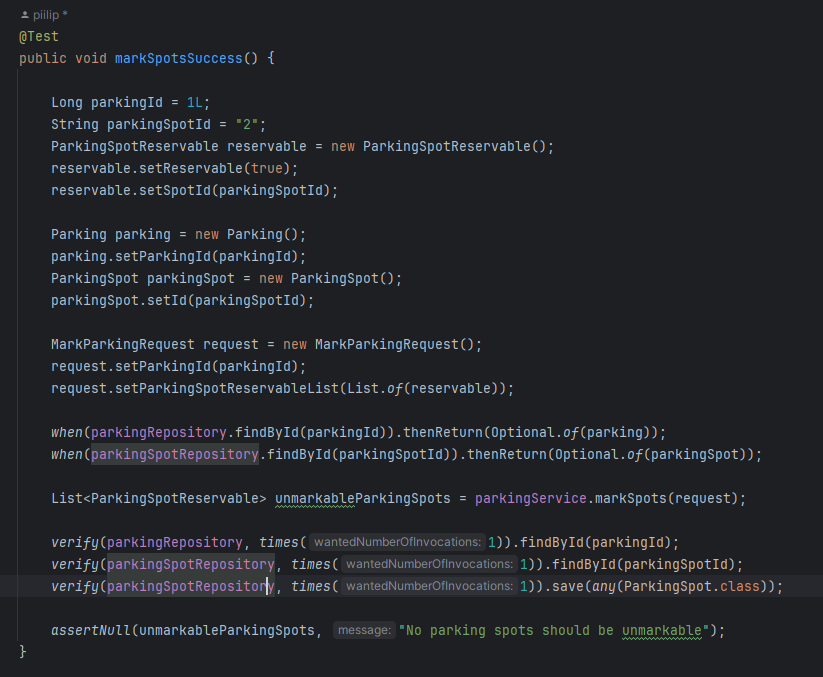 piilip *
@Test
public void markSpotsSuccess() {
Long parkingId = 1L;
String parkingSpotId = "2";
ParkingSpotReservable reservable = new ParkingSpotReservable();
reservable.setReservable(true);
reservable.setSpotId(parkingSpotId);
Parking parking = new Parking();
parking.setParkingId(parkingId);
ParkingSpot parkingSpot = new ParkingSpot();
parkingSpot.setId(parkingSpotId);
MarkParkingRequest request = new MarkParkingRequest();
request.setParkingId(parkingId);
request.setParkingSpotReservableList(List.of(reservable));
when(parkingRepository.findById(parkingId)).thenReturn(Optional.of(parking));
when(parkingSpotRepository.findById(parkingSpotId)).thenReturn(Optional.of(parkingSpot));
List<ParkingSpotReservable> unmarkableParkingSpots = parkingService.markSpots(request);
verify(parkingRepository, times( wantedNumberOfInvocations: 1)).findById(parkingId);
verify(parkingSpotRepository, times( wantedNumberOfInvocations: 1)).findById(parkingSpotId);
verify(parkingSpotRepository, times( wantedNumberOfInvocations: 1)).save(any(ParkingSpot.class));
assertNull(unmarkableParkingSpots, message: "No parking spots should be unmarkable");
}